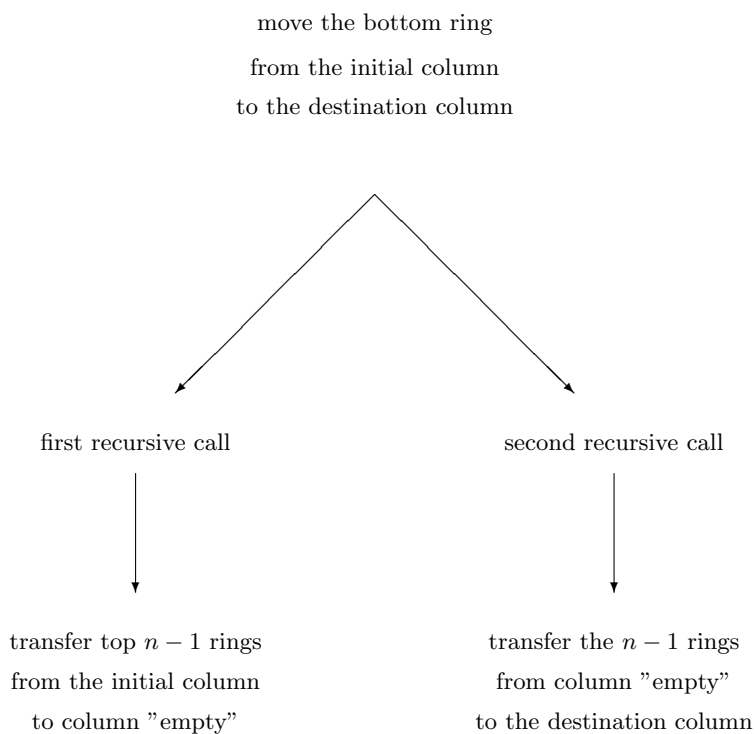 move the bottom ring
from the initial column
to the destination column
first recursive call
second recursive call
transfer top n − 1 rings
from the initial column
to column ”empty”
transfer the n − 1 rings
from column ”empty”
to the destination column